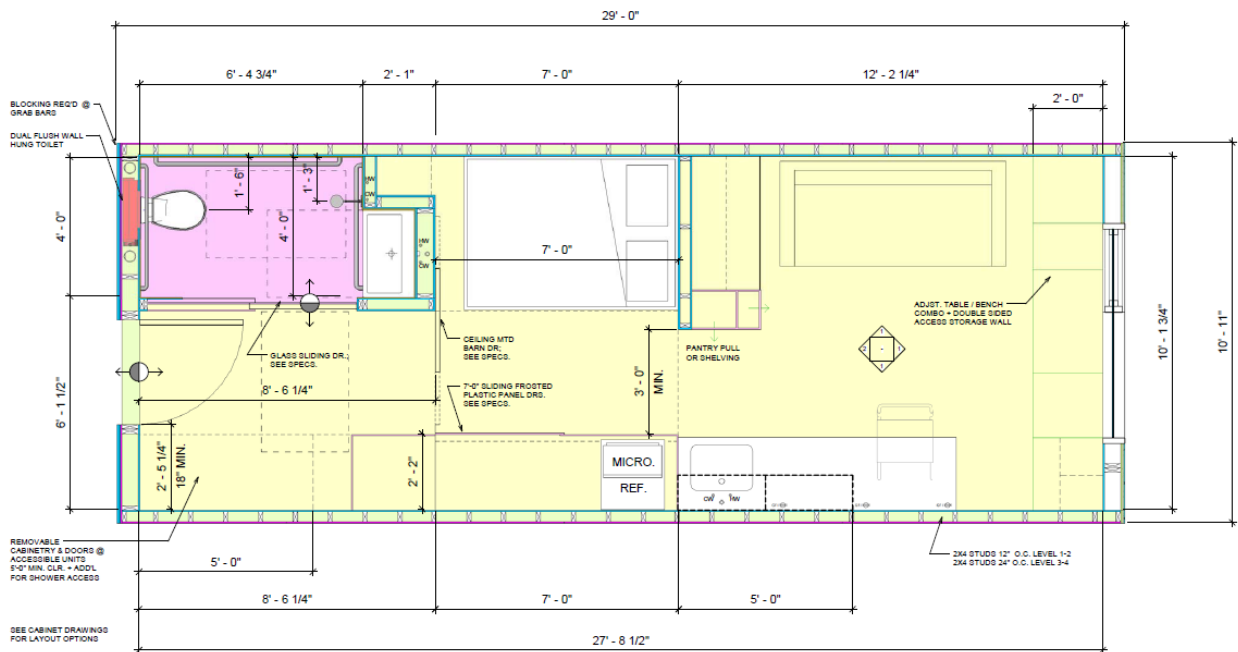 29' - 0"
6' - 4 3/4"
2' - 1"
7' - 0"
12' - 2 1/4"
2' - 0"
BLOCKING REQ'D @
GRAB BARS
DUAL FLUSH WALL
HUNG TOILET
1' - 6"
1' - 3"
HW
CW
4' - 0"
4' - 0"
HW
CW
7' - 0"
10' - 1 3/4"
10' - 11"
ADJST. TABLE / BENCH
COMBO + DOUBLE SIDED
ACCESS STORAGE WALL
GLASS SLIDING DR.;
SEE SPECS.
CEILING MTD
BARN DR;
SEE SPECS.
PANTRY PULL
OR SHELVING
1
2
-
1
1
8' - 6 1/4"
7'-0" SLIDING FROSTED
PLASTIC PANEL DRS.
SEE SPECS.
3' - 0"
MIN.
6' - 1 1/2"
2' - 5 1/4"
18" MIN.
2' - 2"
MICRO.
REF.
CW
HW
REMOVABLE
CABINETRY & DOORS @
ACCESSIBLE UNITS
5'-0" MIN. CLR. + ADD'L
FOR SHOWER ACCESS
5' - 0"
2X4 STUDS 12" O.C. LEVEL 1-2
2X4 STUDS 24" O.C. LEVEL 3-4
8' - 6 1/4"
7' - 0"
5' - 0"
SEE CABINET DRAWINGS
FOR LAYOUT OPTIONS
27' - 8 1/2"